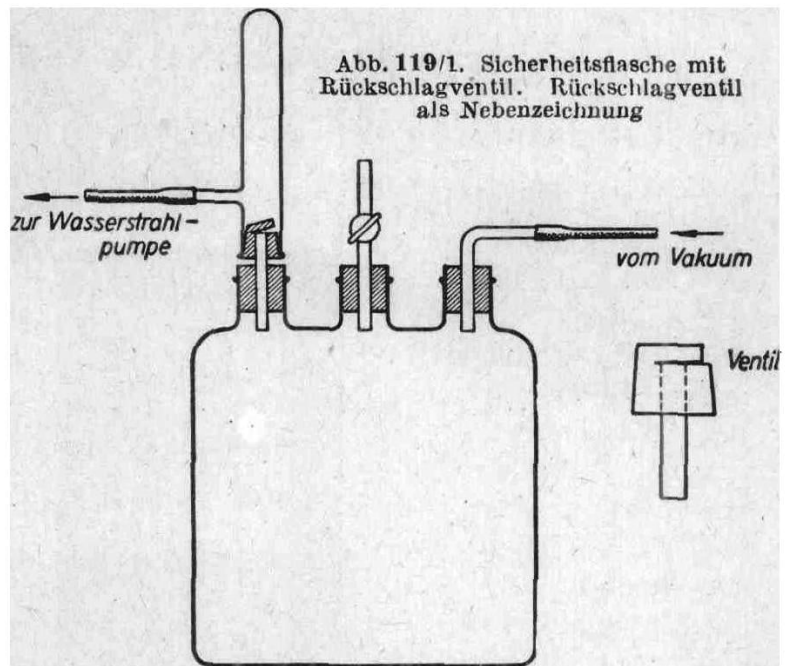 Abb. 119/1. Sicherheitsflasche mit
Rückschlagventil. Rückschlagventil
als Nebenzeichnung
zur Wasserstrahl-
pumpe
vom Vakuum
Ventil